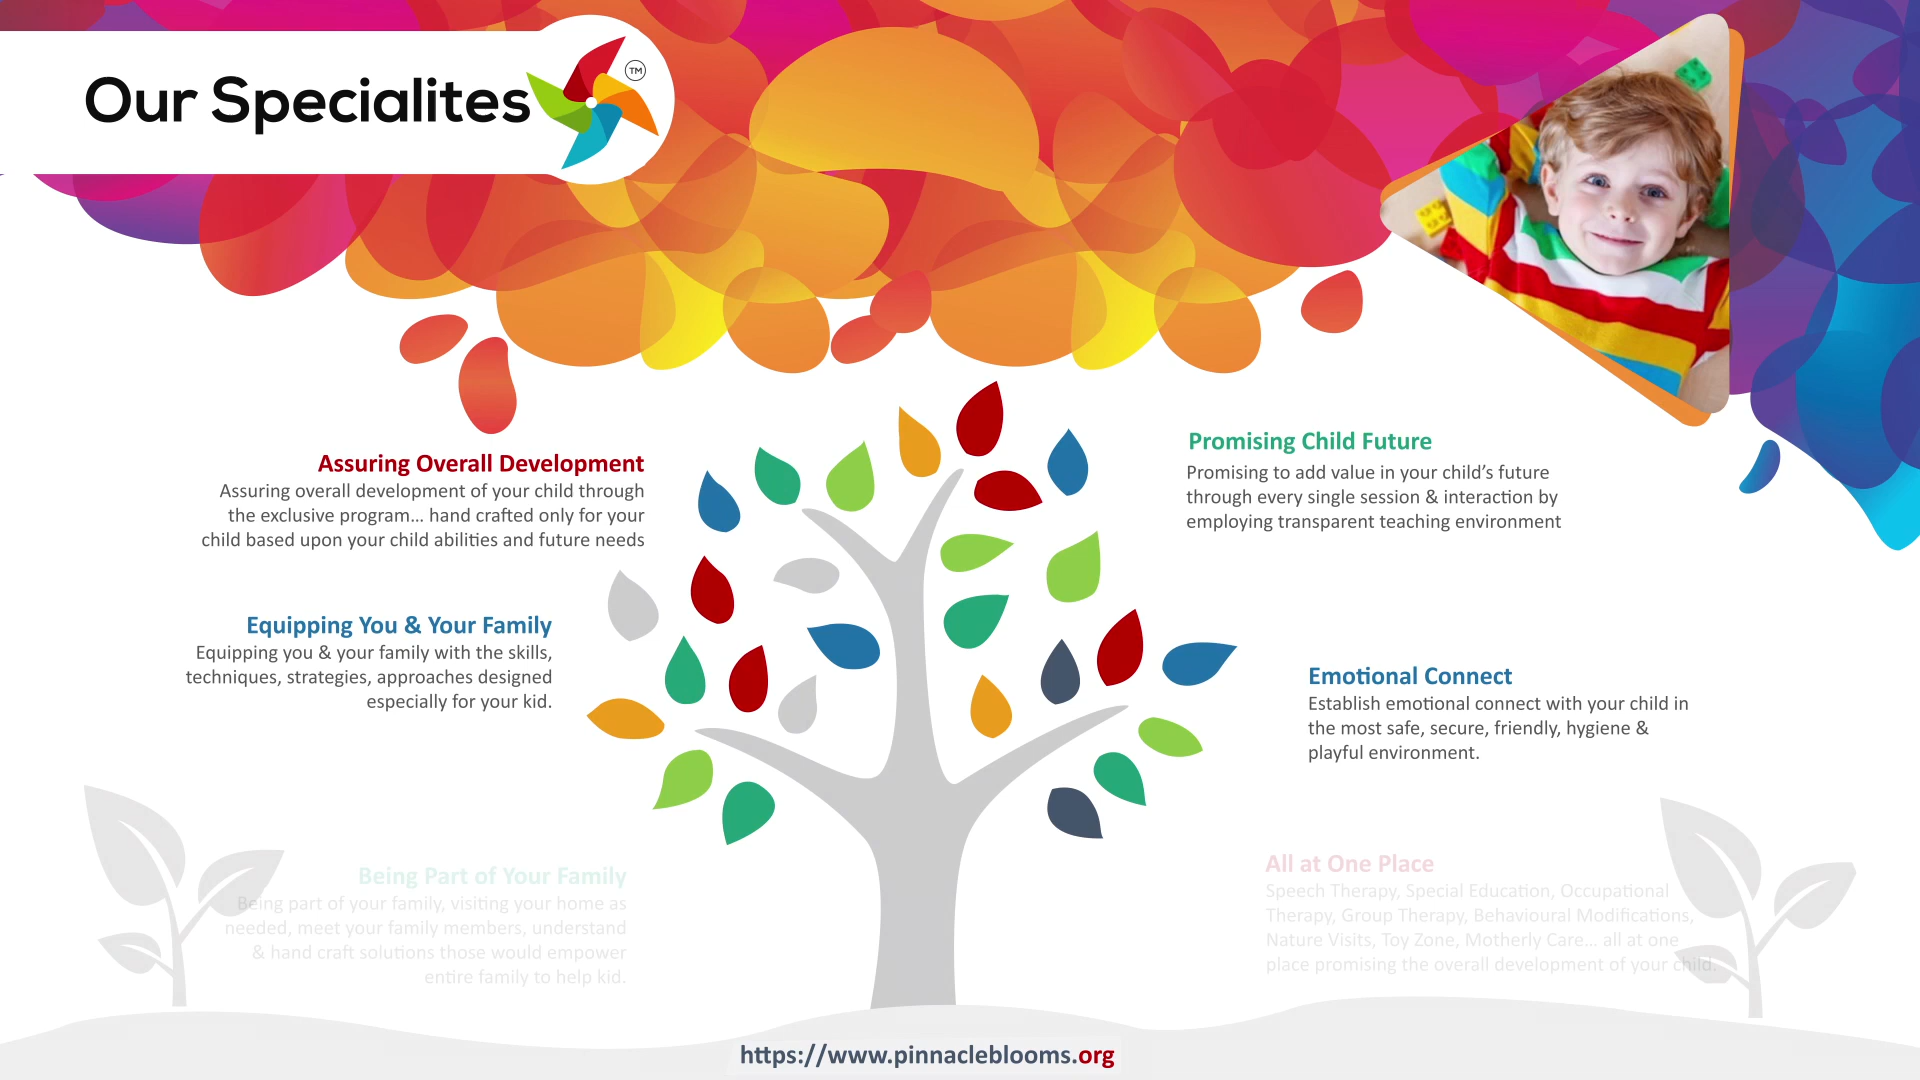 Our Specialites
TM
Assuring Overall Development
Assuring overall development of your child through
the exclusive program... hand crafted only for your
child based upon your child abilities and future needs
Equipping You & Your Family
Equipping you & your family with the skills,
techniques, strategies, approaches designed
especially for your kid.
Being Part of Your Family
Being part of your family, visiting your home as
needed, meet your family members, understand
& hand craft solutions those would empower
entire family to help kid.
Promising Child Future
Promising to add value in your child’s future
through every single session & interaction by
employing transparent teaching environment
Emotional Connect
Establish emotional connect with your child in
the most safe, secure, friendly, hygiene &
playful environment.
All at One Place
Speech Therapy, Special Education, Occupational
Therapy, Group Therapy, Behavioural Modifications,
Nature Visits, Toy Zone, Motherly Care... all at one
place promising the overall development of your child.
https://www.pinnacleblooms.org